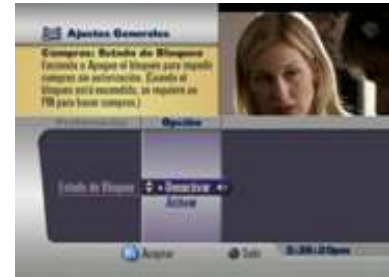 Ajustes Generales
Compras: Estado de Bloqueo
Encienda o Apague el bloqueo para impedir
compras sin autorización. (Cuando el
bloqueo está encendido, se requiere un
PIN para hacer compras.)
Preferencias Opción
Estado de Bloqueo Desactivar
Activar
Aceptar Salir